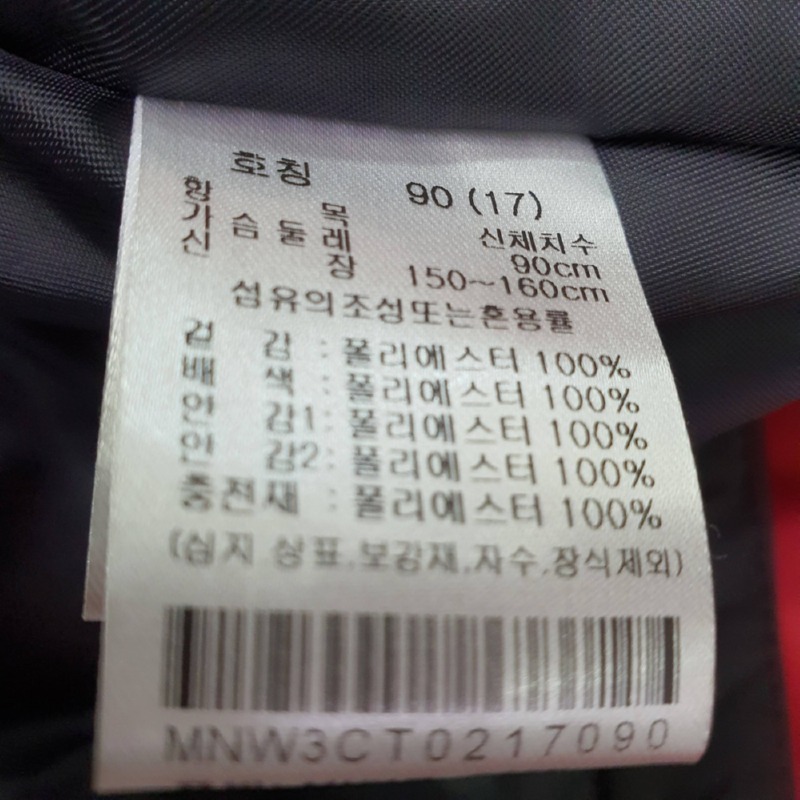 호칭 90 (17)
항 목 신체치수
가슴둘레 90cm
신 장 150~160cm
섬유의조성또는혼용률
겉 감 : 폴리에스터 100%
배 색 : 폴리에스터 100%
안 감1 : 폴리에스터 100%
안 감2 : 폴리에스터 100%
충전재 : 폴리에스터 100%
(심지 상표,보강재,자수,장식제외)
MNW3CT0217090